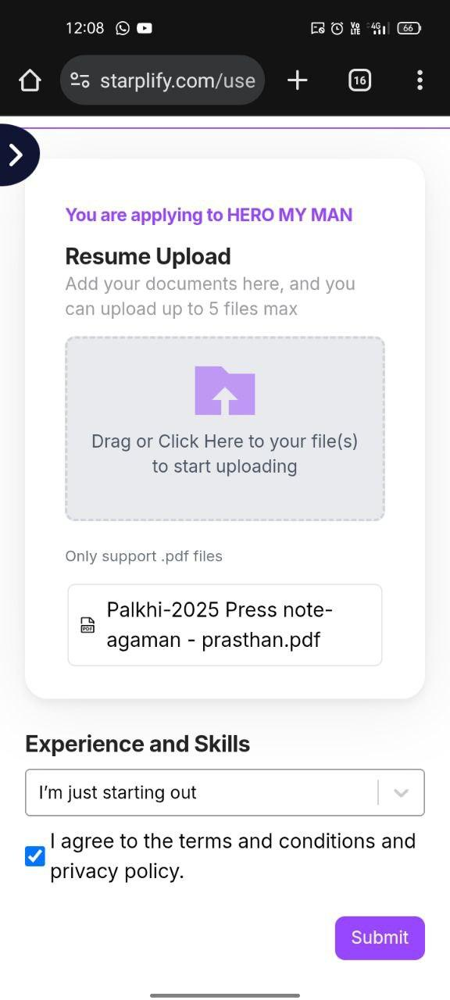 12:08
Vo
LTE
4G
66
starplify.com/use
16
You are applying to HERO MY MAN
Resume Upload
Add your documents here, and you
can upload up to 5 files max
Drag or Click Here to your file(s)
to start uploading
Only support .pdf files
PDF
Palkhi-2025 Press note-
agaman - prasthan.pdf
Experience and Skills
I’m just starting out
I agree to the terms and conditions and
privacy policy.
Submit